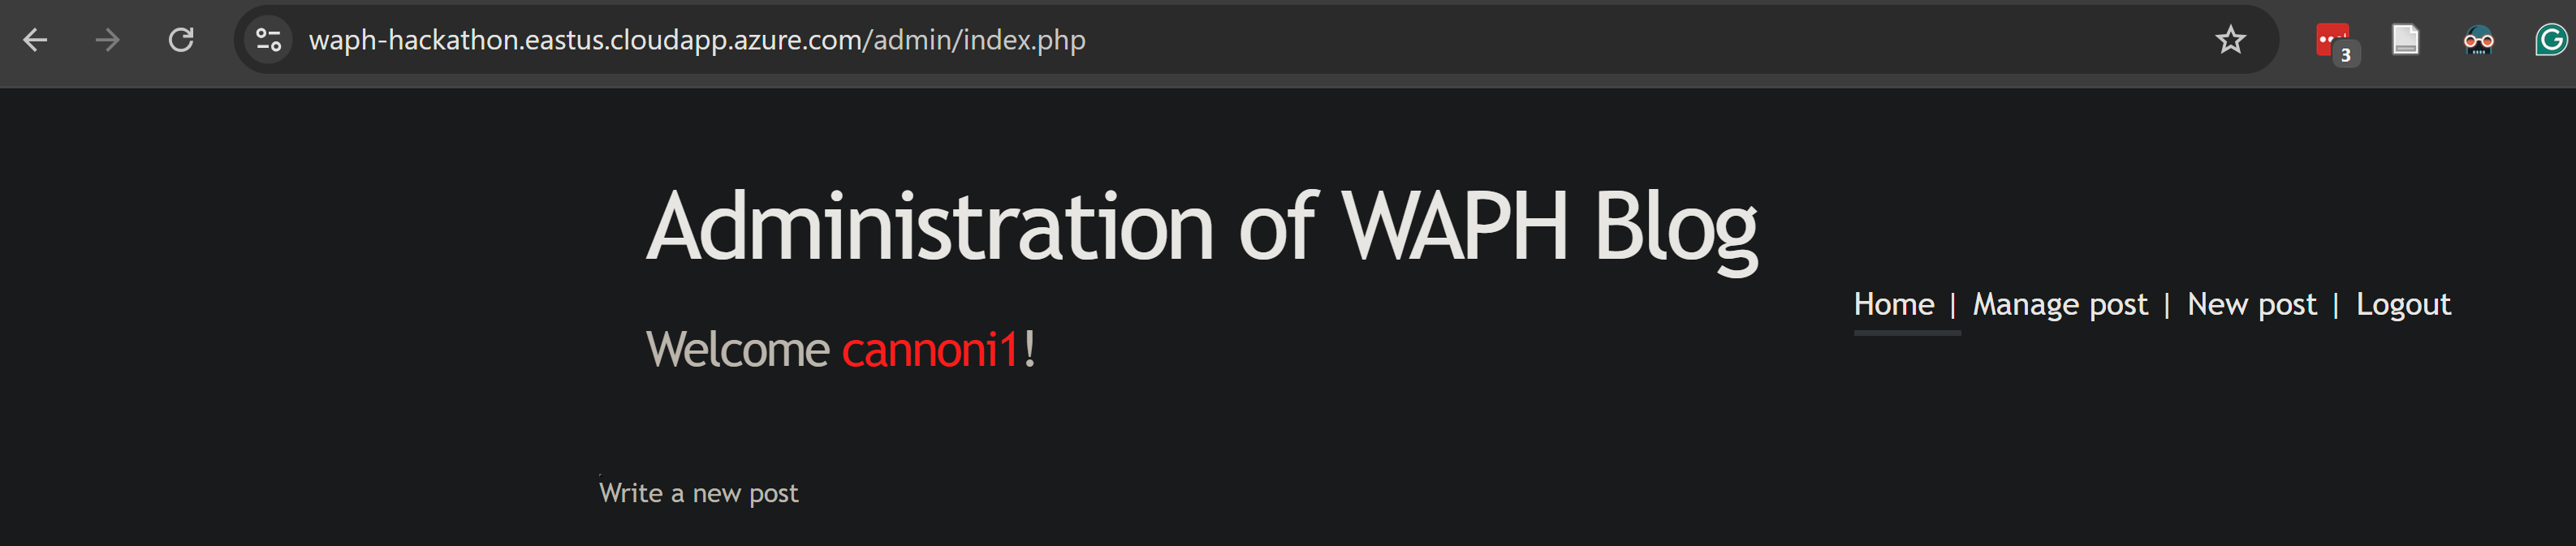 waph-hackathon.eastus.cloudapp.azure.com/admin/index.php
3
Administration of WAPH Blog
Home | Manage post | New post | Logout
Welcome cannoni1!
Write a new post